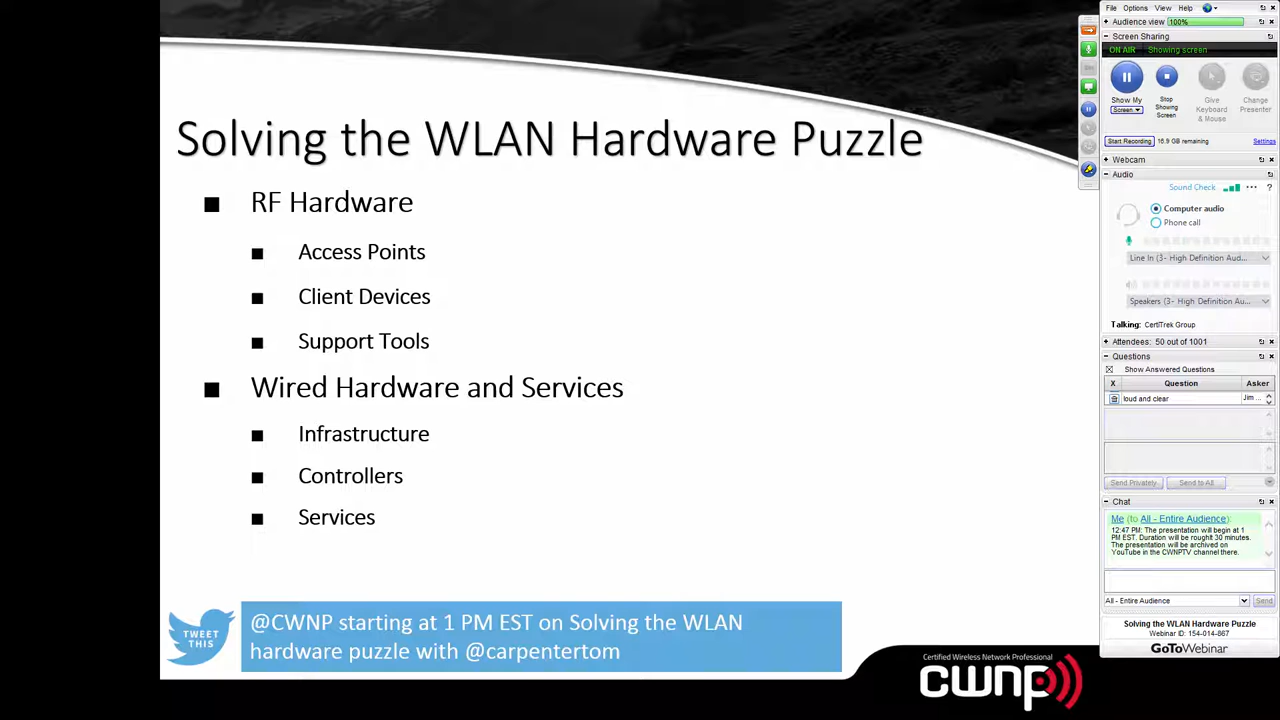 Solving the WLAN Hardware Puzzle
RF Hardware
Access Points
Client Devices
Support Tools
Wired Hardware and Services
Infrastructure
Controllers
Services
TWEET
THIS
@CWNP starting at 1 PM EST on Solving the WLAN
hardware puzzle with @carpentertom
Certified Wireless Network Professional
cwnp
File Options View Help
Audience view 100%
Screen Sharing
ON AIR Showing screen
Show My
Screen
Stop
Showing
Screen
Give
Keyboard
& Mouse
Change
Presenter
Start Recording 16.9 GB remaining Settings
Webcam
Audio
Sound Check ?
Computer audio
Phone call
Line In (3- High Definition Aud...
Speakers (3- High Definition Au...
Talking: CertiTrek Group
Attendees: 50 out of 1001
Questions
Show Answered Questions
X Question Asker
loud and clear Jim ...
Send Privately Send to All
Chat
Me (to All - Entire Audience):
12:47 PM: The presentation will begin at 1
PM EST. Duration will be roughlt 30 minutes.
The presentation will be archived on
YouTube in the CWNPTV channel there.
All - Entire Audience Send
Solving the WLAN Hardware Puzzle
Webinar ID: 154-014-867
GoToWebinar